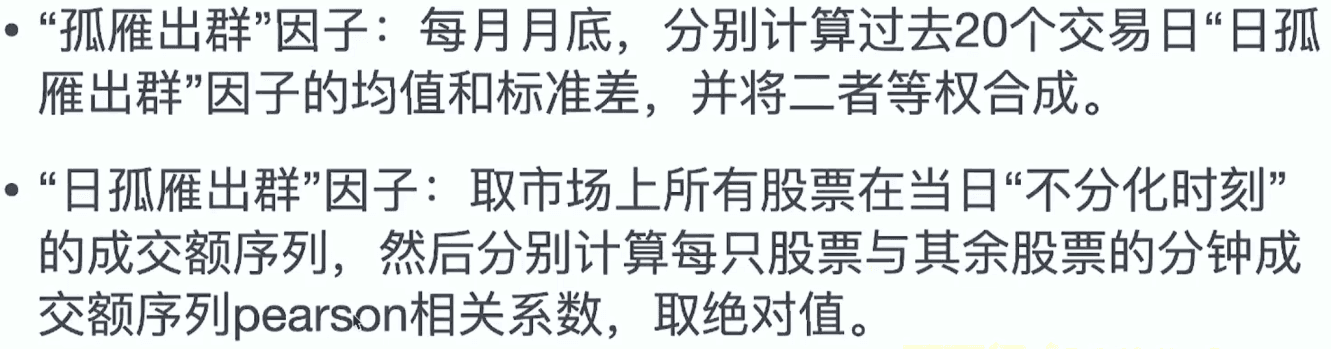 • “孤雁出群”因子：每月月底，分别计算过去20个交易日“日孤
雁出群”因子的均值和标准差，并将二者等权合成。
• “日孤雁出群”因子：取市场上所有股票在当日“不分化时刻”
的成交额序列，然后分别计算每只股票与其余股票的分钟成
交额序列pearson相关系数，取绝对值。